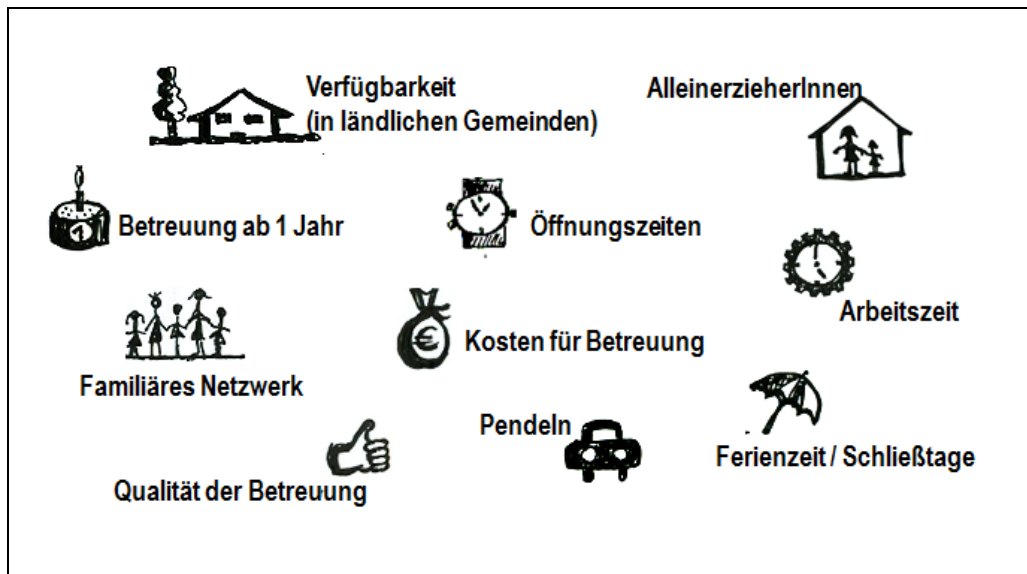 Verfügbarkeit
(in ländlichen Gemeinden)
AlleinerzieherInnen
1
Betreuung ab 1 Jahr
Öffnungszeiten
Arbeitszeit
€
Kosten für Betreuung
Familiäres Netzwerk
Pendeln
Ferienzeit / Schließtage
Qualität der Betreuung